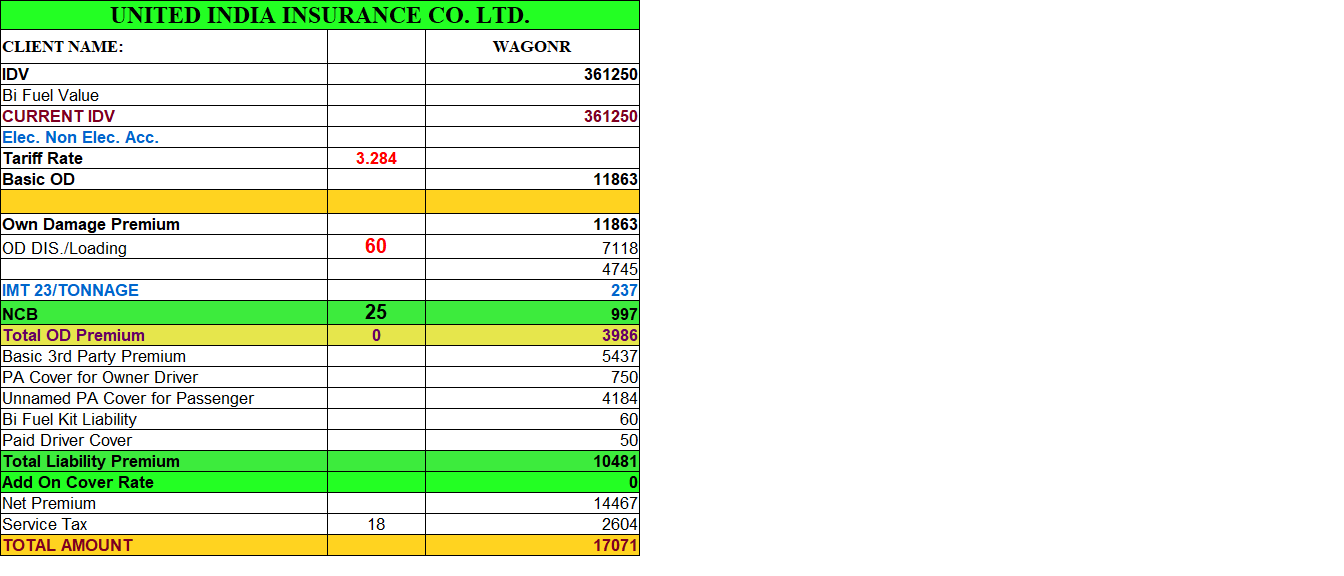 UNITED INDIA INSURANCE CO. LTD.
CLIENT NAME: WAGONR
IDV 361250
Bi Fuel Value
CURRENT IDV 361250
Elec. Non Elec. Acc.
Tariff Rate 3.284
Basic OD 11863
Own Damage Premium 11863
OD DIS./Loading 60 7118
4745
IMT 23/TONNAGE 237
NCB 25 997
Total OD Premium 0 3986
Basic 3rd Party Premium 5437
PA Cover for Owner Driver 750
Unnamed PA Cover for Passenger 4184
Bi Fuel Kit Liability 60
Paid Driver Cover 50
Total Liability Premium 10481
Add On Cover Rate 0
Net Premium 14467
Service Tax 18 2604
TOTAL AMOUNT 17071